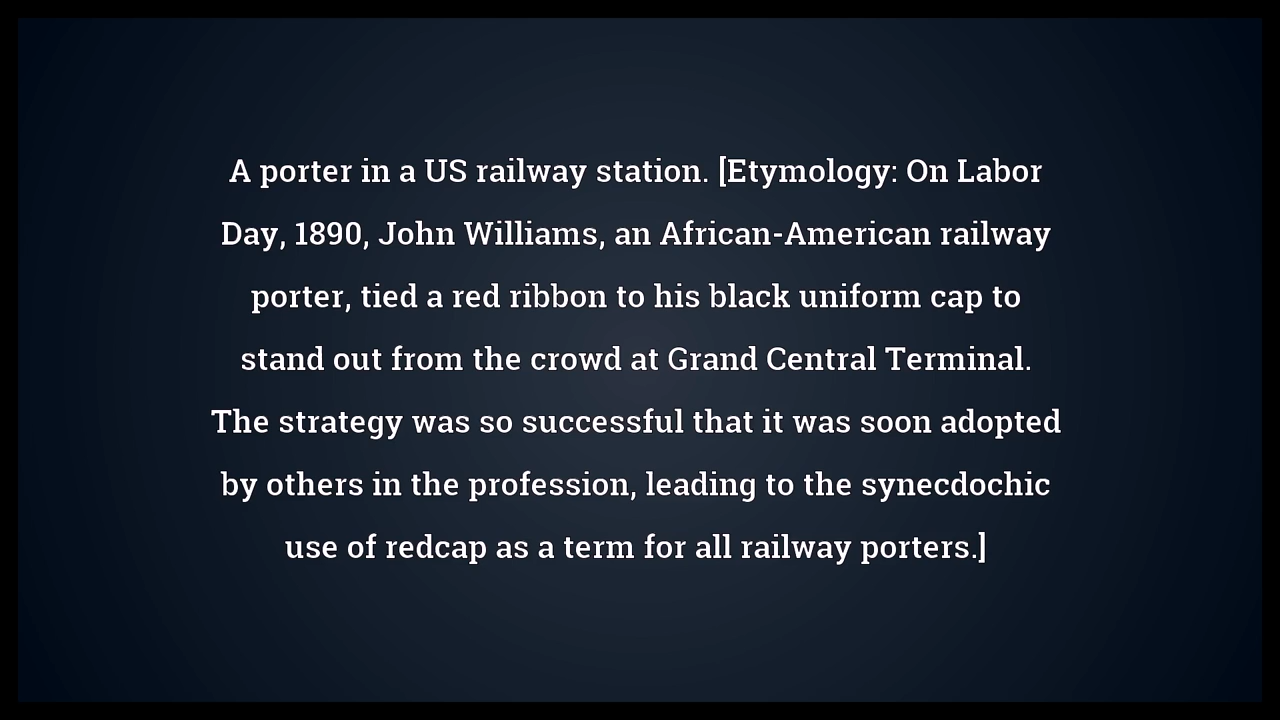 A porter in a US railway station. [Etymology: On Labor
Day, 1890, John Williams, an African-American railway
porter, tied a red ribbon to his black uniform cap to
stand out from the crowd at Grand Central Terminal.
The strategy was so successful that it was soon adopted
by others in the profession, leading to the synecdochic
use of redcap as a term for all railway porters.]